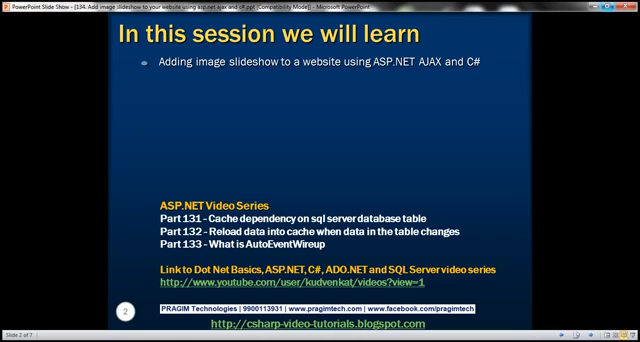 PowerPoint Slide Show - [134. Add image slideshow to your website using asp.net ajax and c#.ppt [Compatibility Mode]] - Microsoft PowerPoint
In this session we will learn
Adding image slideshow to a website using ASP.NET AJAX and C#
ASP.NET Video Series
Part 131 - Cache dependency on sql server database table
Part 132 - Reload data into cache when data in the table changes
Part 133 - What is AutoEventWireup
Link to Dot Net Basics, ASP.NET, C#, ADO.NET and SQL Server video series
http://www.youtube.com/user/kudvenkat/videos?view=1
2
PRAGIM Technologies | 9900113931 | www.pragimtech.com | www.facebook.com/pragimtech
http://csharp-video-tutorials.blogspot.com
Slide 2 of 7